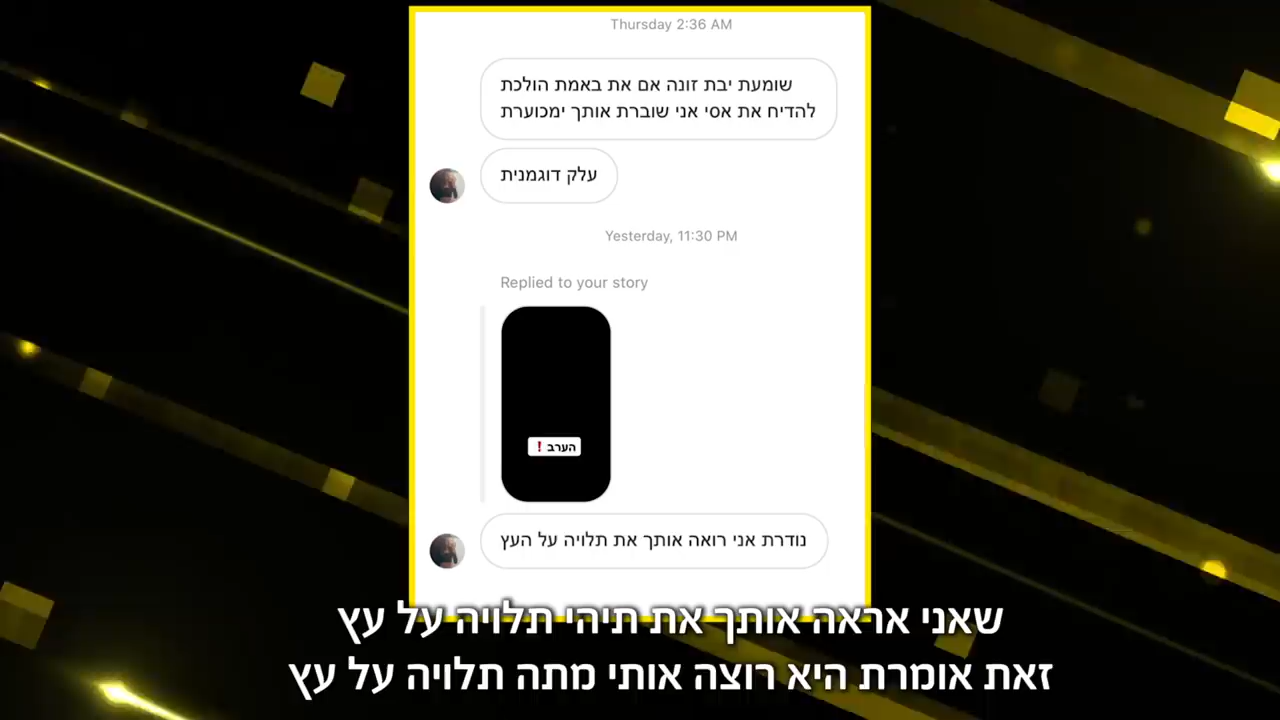 Thursday 2:36 AM
שומעת יבת זונה אם את באמת הולכת
להדיח את אסי אני שוברת אותך ימכוערת
עלק דוגמנית
Yesterday, 11:30 PM
Replied to your story
הערב❗
נודרת אני רואה אותך את תלויה על העץ
שאני אראה אותך את תיהי תלויה על עץ
זאת אומרת היא רוצה אותי מתה תלויה על עץ